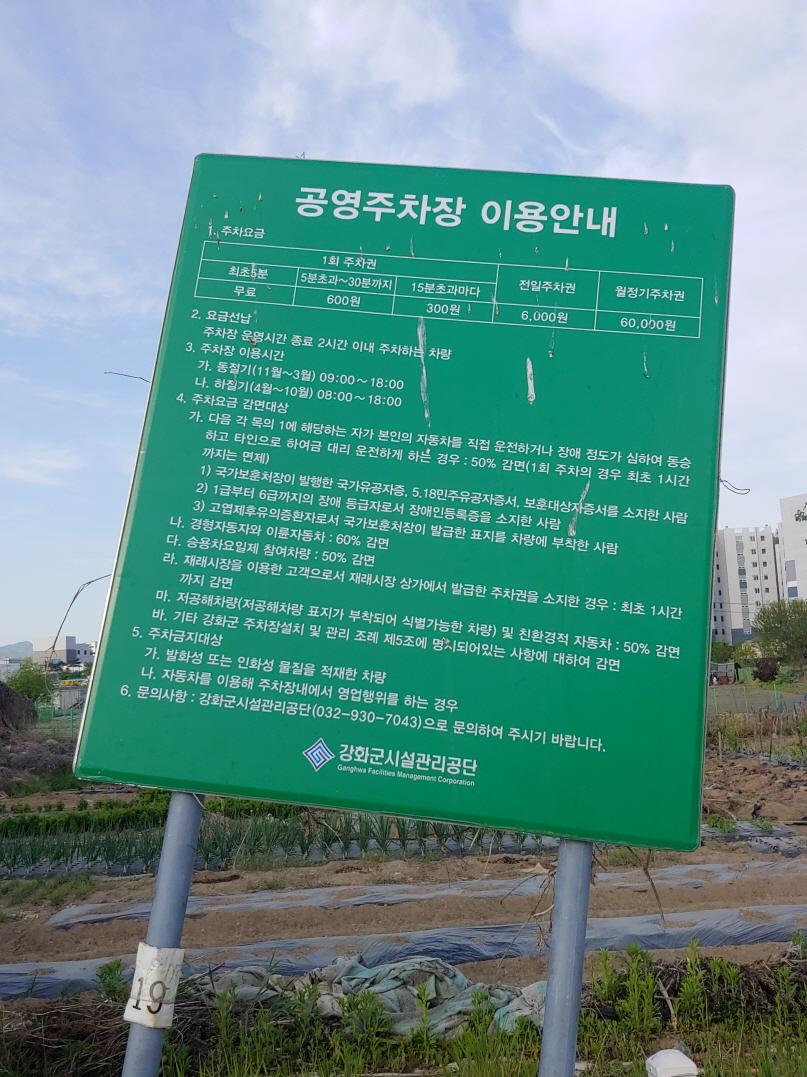 공영주차장 이용안내
1. 주차요금
1회 주차권 전일주차권 월정기주차권
최초5분 5분초과~30분까지 15분초과마다
무료 600원 300원 6,000원 60,000원
2. 요금선납
주차장 운영시간 종료 2시간 이내 주차하는 차량
3. 주차장 이용시간
가. 동절기(11월~3월) 09:00~18:00
나. 하절기(4월~10월) 08:00~18:00
4. 주차요금 감면대상
가. 다음 각 목의 1에 해당하는 자가 본인의 자동차를 직접 운전하거나 장애 정도가 심하여 동승
하고 타인으로 하여금 대리 운전하게 하는 경우 : 50% 감면(1회 주차의 경우 최초 1시간
까지는 면제)
1) 국가보훈처장이 발행한 국가유공자증, 5.18민주유공자증서, 보훈대상자증서를 소지한 사람
2) 1급부터 6급까지의 장애 등급자로서 장애인등록증을 소지한 사람
3) 고엽제후유의증환자로서 국가보훈처장이 발급한 표지를 차량에 부착한 사람
나. 경형자동자와 이륜자동차 : 60% 감면
다. 승용차요일제 참여차량 : 50% 감면
라. 재래시장을 이용한 고객으로서 재래시장 상가에서 발급한 주차권을 소지한 경우 : 최초 1시간
까지 감면
마. 저공해차량(저공해차량 표지가 부착되어 식별가능한 차량) 및 친환경적 자동차 : 50% 감면
바. 기타 강화군 주차장설치 및 관리 조례 제5조에 명시되어있는 사항에 대하여 감면
5. 주차금지대상
가. 발화성 또는 인화성 물질을 적재한 차량
나. 자동차를 이용해 주차장내에서 영업행위를 하는 경우
6. 문의사항 : 강화군시설관리공단(032-930-7043)으로 문의하여 주시기 바랍니다.
강화군시설관리공단
Ganghwa Facilities Management Corporation
19